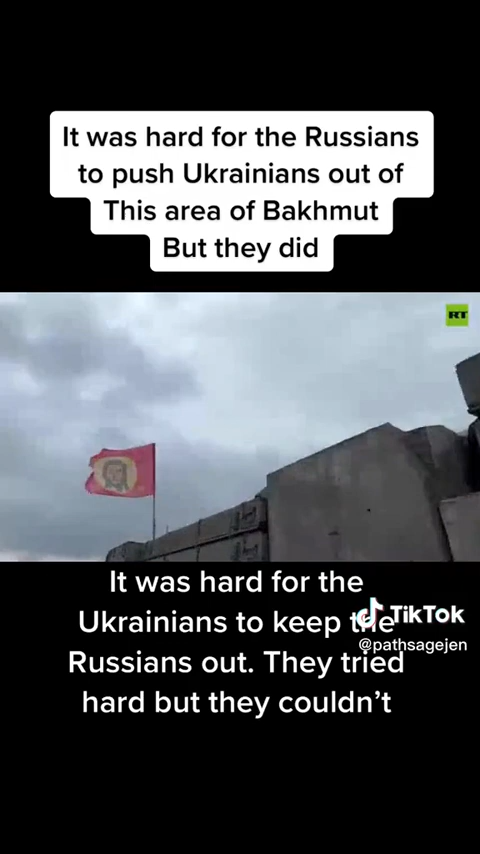 It was hard for the Russians
to push Ukrainians out of
This area of Bakhmut
But they did
RT
It was hard for the
Ukrainians to keep the
TikTok
@pathsagejen
Russians out. They tried
hard but they couldn't